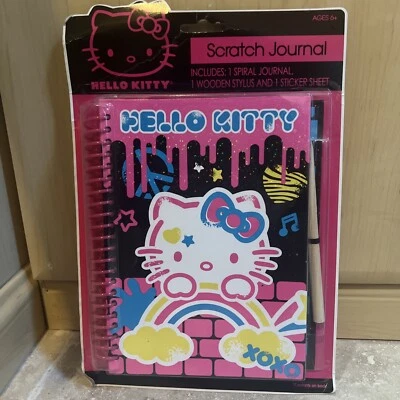 AGES 6+
Scratch Journal
INCLUDES: 1 SPIRAL JOURNAL,
1 WOODEN STYLUS AND 1 STICKER SHEET
HELLO KITTY
HELLO KITTY
XOXO